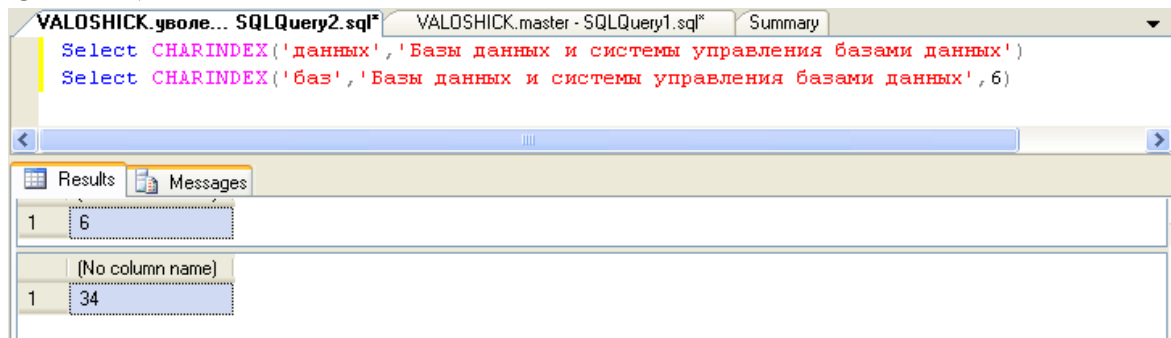 VALOSHICK.уволе... SQLQuery2.sql* VALOSHICK.master - SQLQuery1.sql* Summary
Select CHARINDEX('данных','Базы данных и системы управления базами данных')
Select CHARINDEX('баз','Базы данных и системы управления базами данных',6)
Results Messages
1 6
(No column name)
1 34